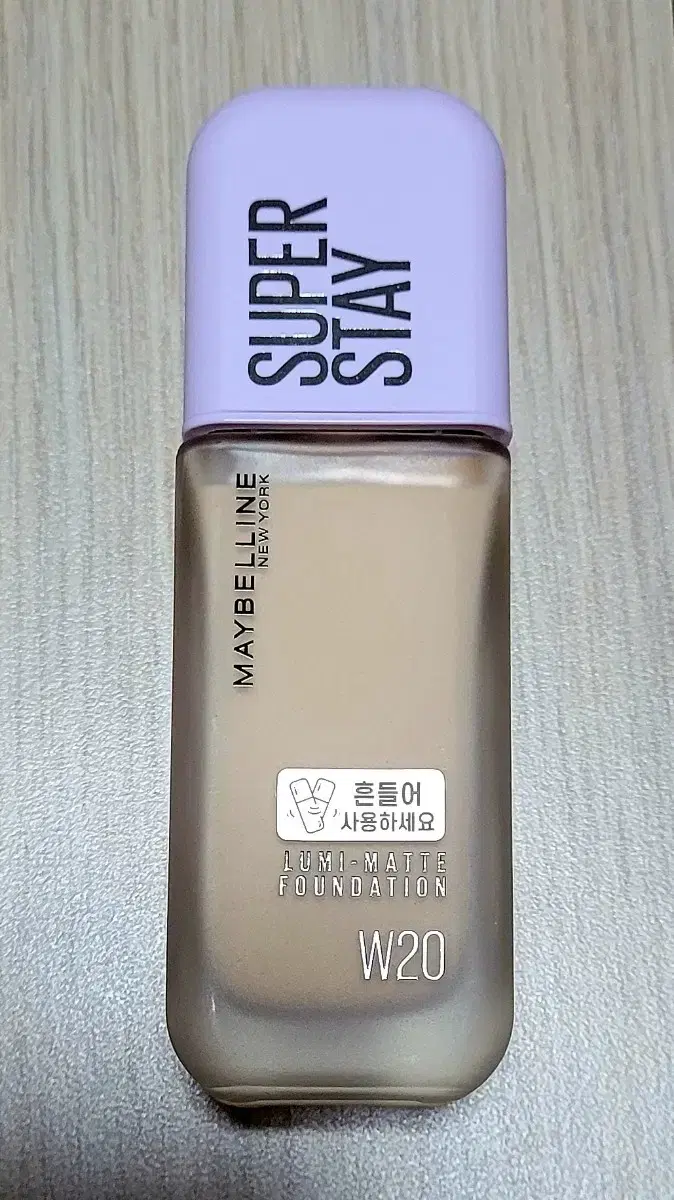 SUPER
STAY
MAYBELLINE
NEW YORK
흔들어
사용하세요
LUMI-MATTE
FOUNDATION
W20